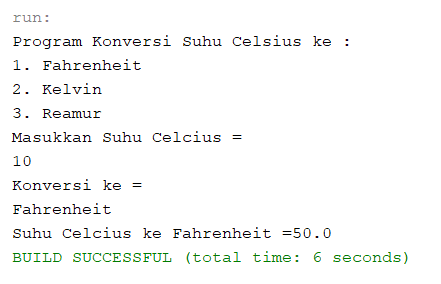 run:
Program Konversi Suhu Celsius ke :
1. Fahrenheit
2. Kelvin
3. Reamur
Masukkan Suhu Celcius =
10
Konversi ke =
Fahrenheit
Suhu Celcius ke Fahrenheit =50.0
BUILD SUCCESSFUL (total time: 6 seconds)